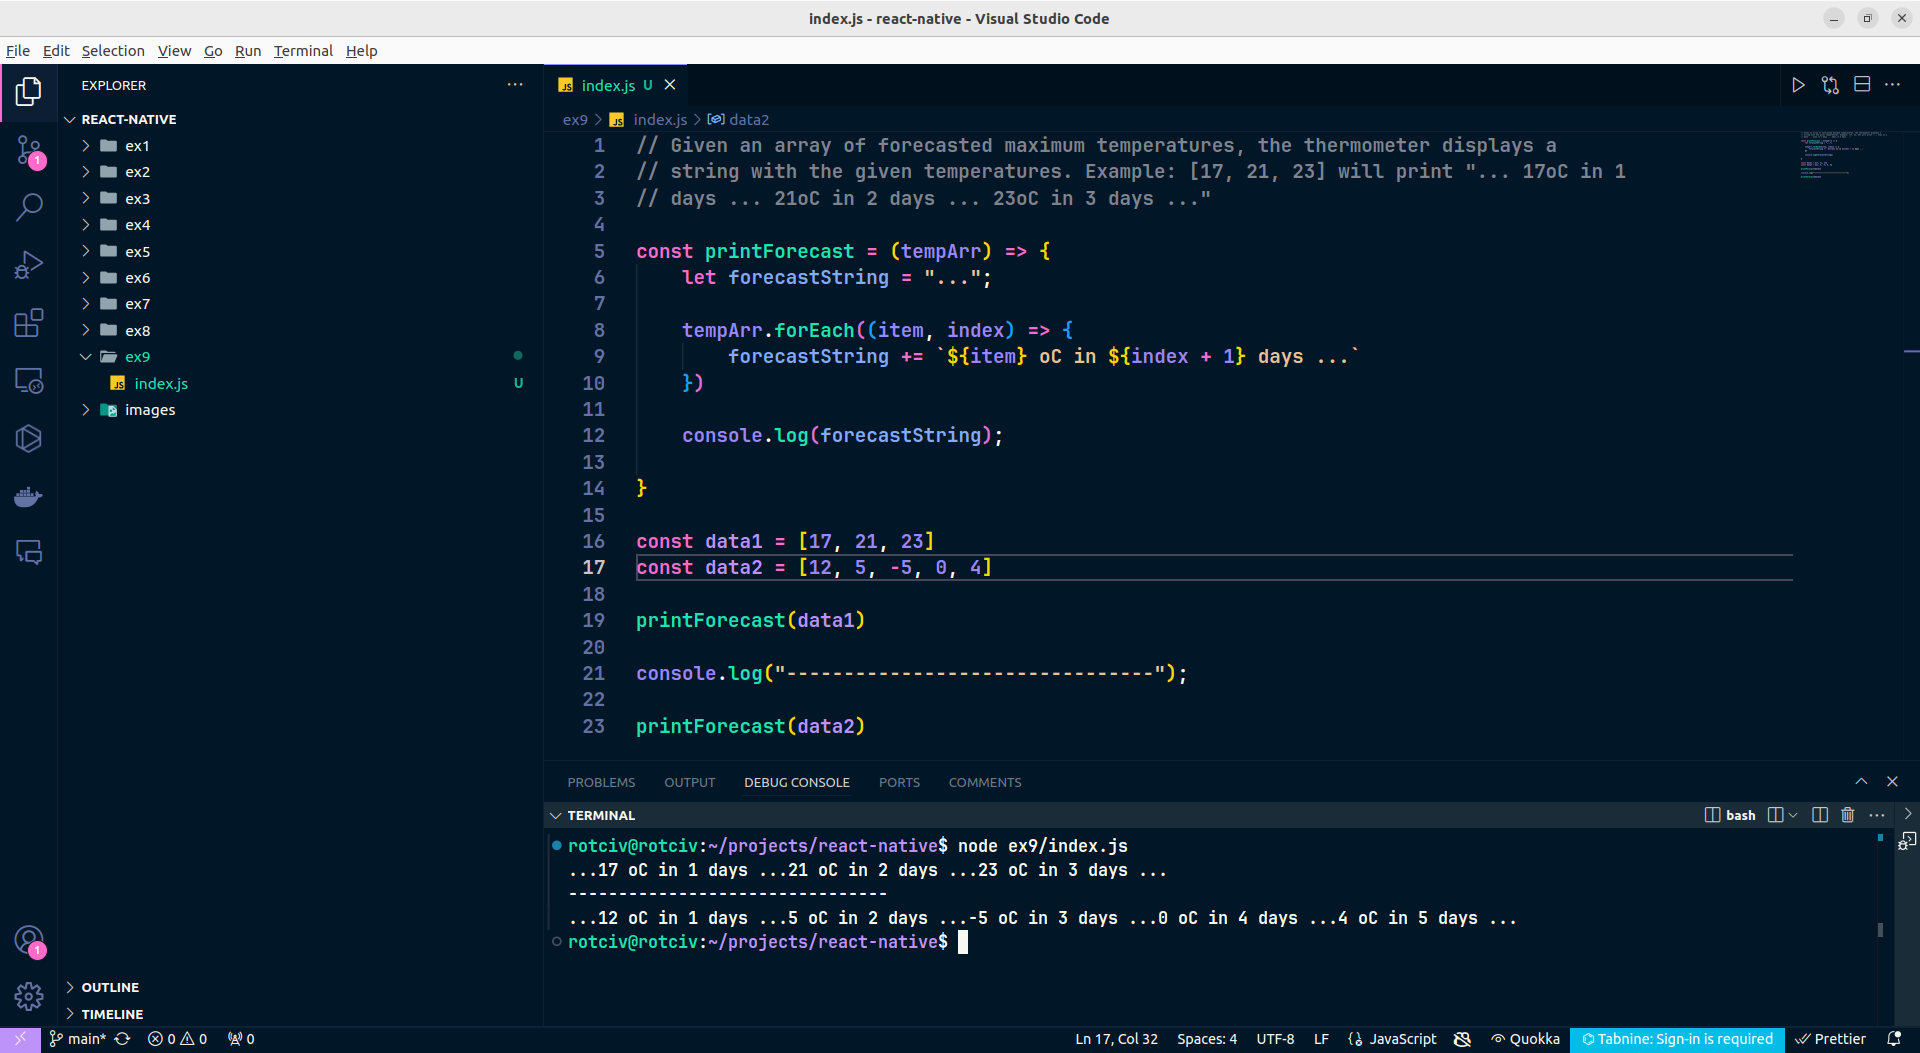 index.js - react-native - Visual Studio Code
File Edit Selection View Go Run Terminal Help
EXPLORER
REACT-NATIVE
ex1
ex2
ex3
ex4
ex5
ex6
ex7
ex8
ex9
JS index.js U
images
OUTLINE
TIMELINE
1
1
JS index.js U
ex9 > JS index.js > data2
1 // Given an array of forecasted maximum temperatures, the thermometer displays a
2 // string with the given temperatures. Example: [17, 21, 23] will print "... 17oC in 1
3 // days ... 21oC in 2 days ... 23oC in 3 days ..."
4
5 const printForecast = (tempArr) => {
6     let forecastString = "...";
7
8     tempArr.forEach((item, index) => {
9         forecastString += `${item} oC in ${index + 1} days ...`
10     })
11
12     console.log(forecastString);
13
14 }
15
16 const data1 = [17, 21, 23]
17 const data2 = [12, 5, -5, 0, 4]
18
19 printForecast(data1)
20
21 console.log("--------------------------------");
22
23 printForecast(data2)
PROBLEMS OUTPUT DEBUG CONSOLE PORTS COMMENTS
TERMINAL bash
rotciv@rotciv:~/projects/react-native$ node ex9/index.js
...17 oC in 1 days ...21 oC in 2 days ...23 oC in 3 days ...
--------------------------------
...12 oC in 1 days ...5 oC in 2 days ...-5 oC in 3 days ...0 oC in 4 days ...4 oC in 5 days ...
rotciv@rotciv:~/projects/react-native$
main* 0 0 0 Ln 17, Col 32 Spaces: 4 UTF-8 LF {} JavaScript Quokka Tabnine: Sign-in is required Prettier